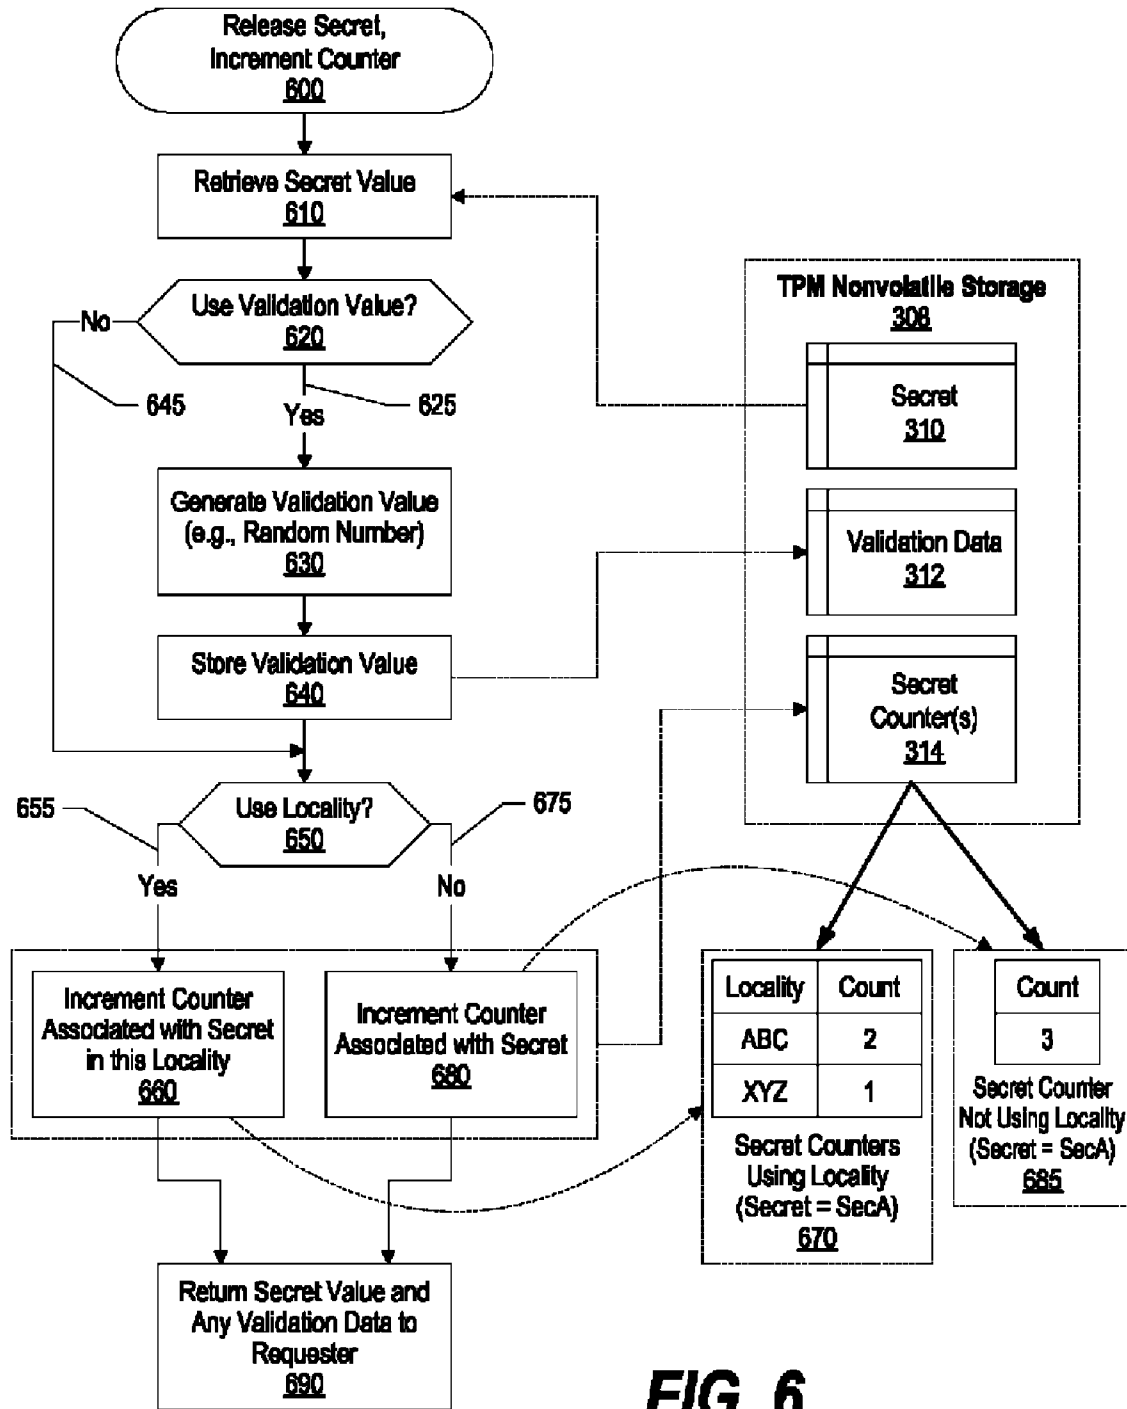 Release Secret,
Increment Counter
600
Retrieve Secret Value
610
Use Validation Value?
620
No
645
625
Yes
Generate Validation Value
(e.g., Random Number)
630
Store Validation Value
640
Use Locality?
650
655
675
Yes
No
Increment Counter
Associated with Secret
in this Locality
660
Increment Counter
Associated with Secret
680
Return Secret Value and
Any Validation Data to
Requester
690
TPM Nonvolatile Storage
308
Secret
310
Validation Data
312
Secret
Counter(s)
314
Locality Count
ABC 2
XYZ 1
Secret Counters
Using Locality
(Secret = SecA)
670
Count
3
Secret Counter
Not Using Locality
(Secret = SecA)
685
FIG. 6